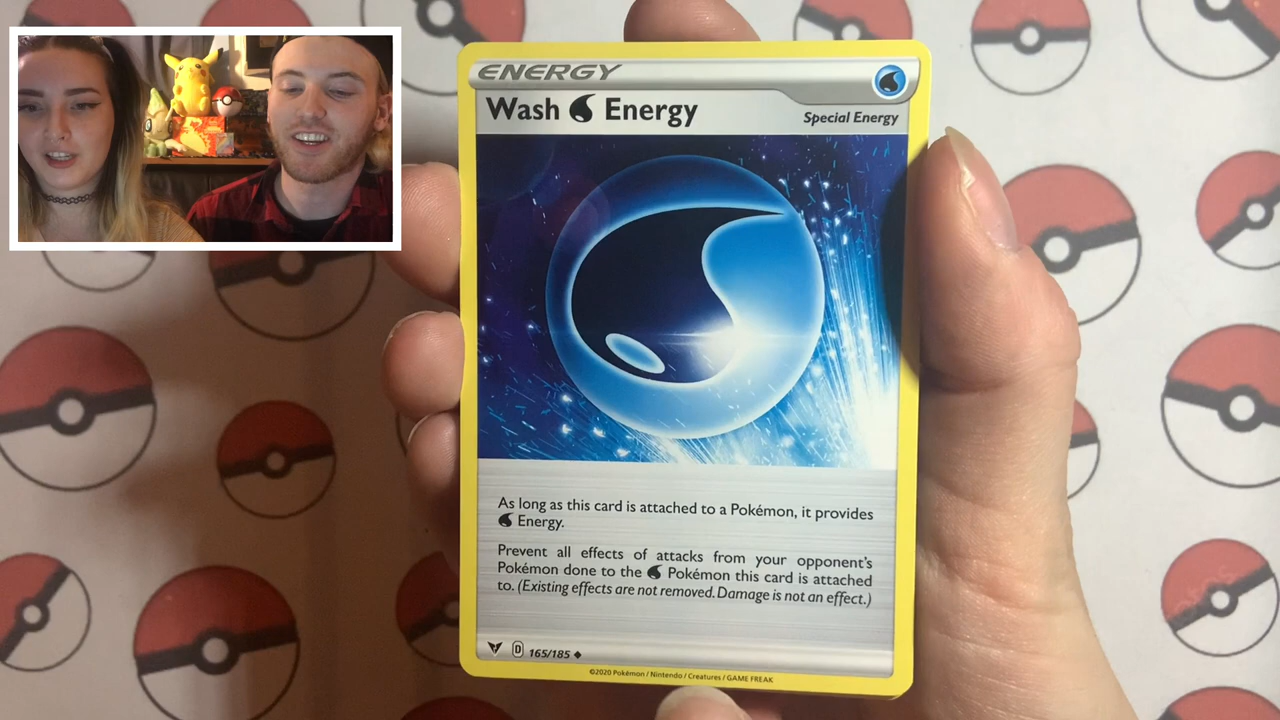 ENERGY
Wash Energy
Special Energy
As long as this card is attached to a Pokémon, it provides
Energy.
Prevent all effects of attacks from your opponent's
Pokémon done to the Pokémon this card is attached
to. (Existing effects are not removed. Damage is not an effect.)
D 165/185
©2020 Pokémon / Nintendo / Creatures / GAME FREAK